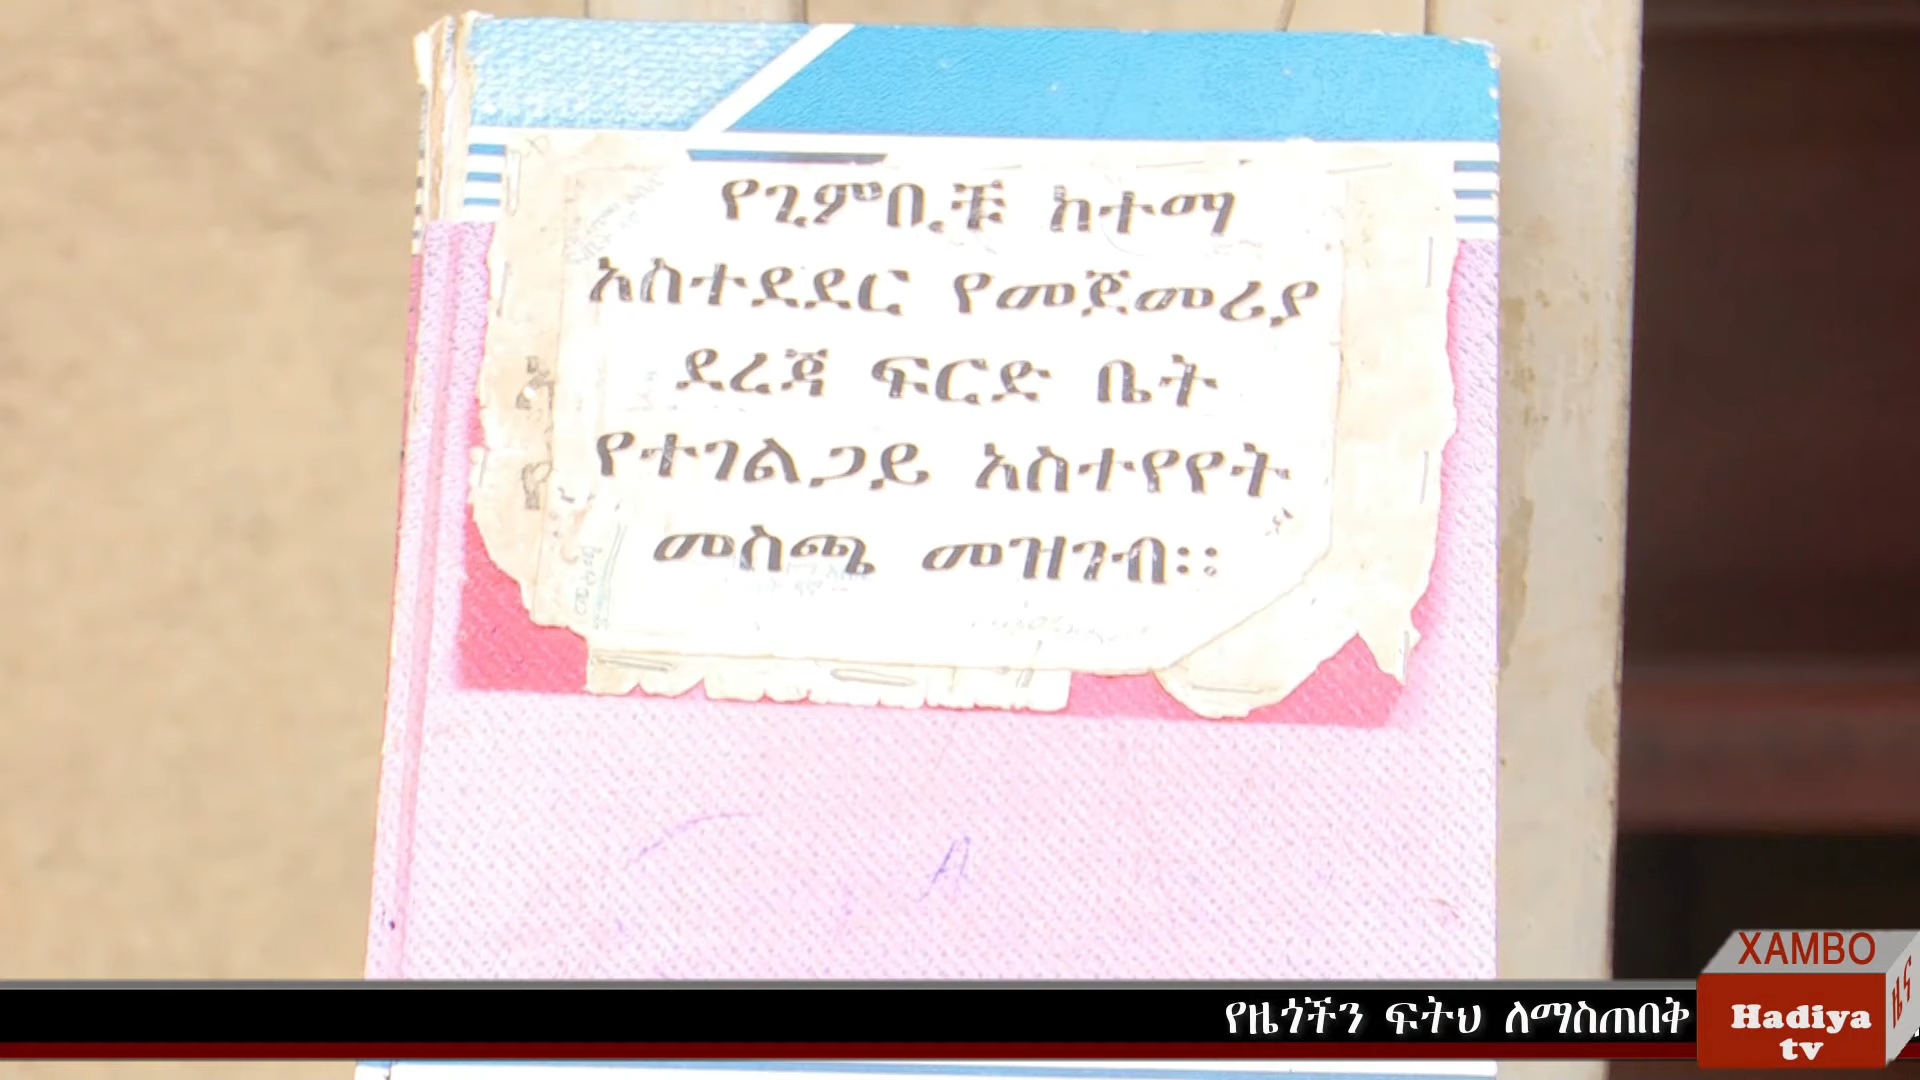 የጊምቢቹ ከተማ
አስተደደር የመጀመሪያ
ደረጃ ፍርድ ቤት
የተገልጋይ አስተየየት
መስጫ መዝገብ፡፡
A
የዜጎችን ፍትህ ለማስጠበቅ
XAMBO
ዜና
Hadiya
tv